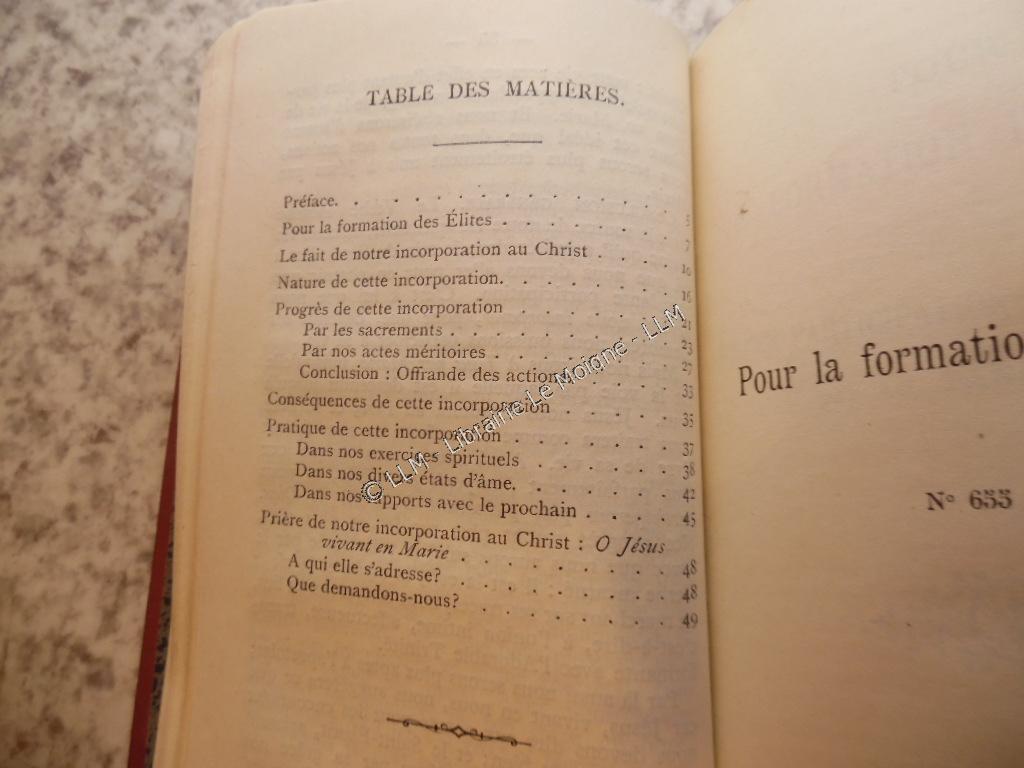 TABLE DES MATIÈRES.
Préface. . . . . . . . . . . . . 5
Pour la formation des Élites . . . . . . . 7
Le fait de notre incorporation au Christ . . . . 10
Nature de cette incorporation. . . . . . . 16
Progrès de cette incorporation . . . . . . 21
Par les sacrements . . . . . . . . 23
Par nos actes méritoires . . . . . . . 27
Conclusion : Offrande des actions . . . . 33
Conséquences de cette incorporation . . . . 35
Pratique de cette incorporation . . . . . . 37
Dans nos exercices spirituels . . . . . 38
Dans nos divers états d'âme. . . . . . 42
Dans nos rapports avec le prochain . . . . 45
Prière de notre incorporation au Christ : O Jésus
vivant en Marie . . . . . . . . 48
A qui elle s'adresse? . . . . . . . . 48
Que demandons-nous? . . . . . . . 49
© LLM - Librairie Le Moigne - LLM
Pour la formatio
N° 655